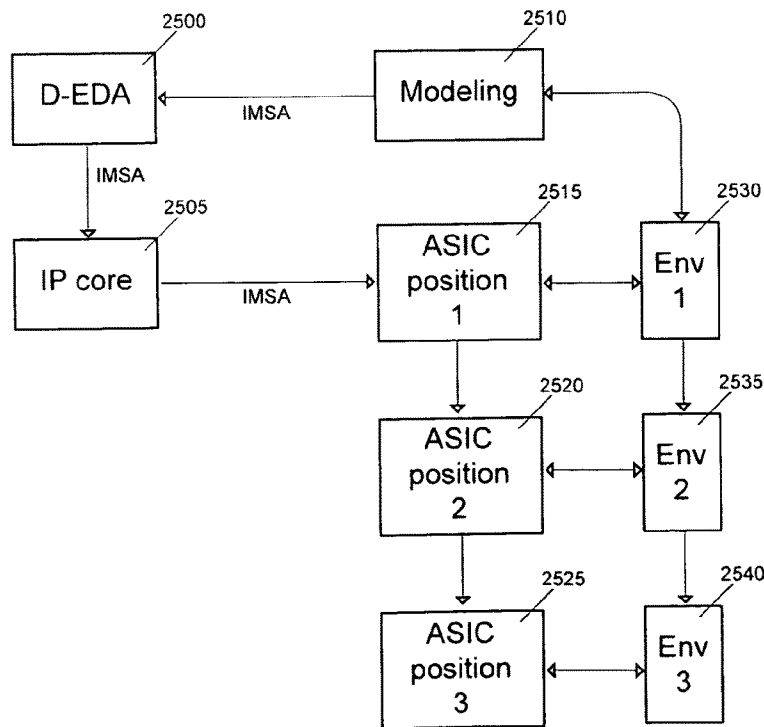 2500
2510
D-EDA
Modeling
IMSA
IMSA
2505
2515
2530
IP core
ASIC
position
1
Env
1
IMSA
2520
2535
ASIC
position
2
Env
2
2525
2540
ASIC
position
3
Env
3